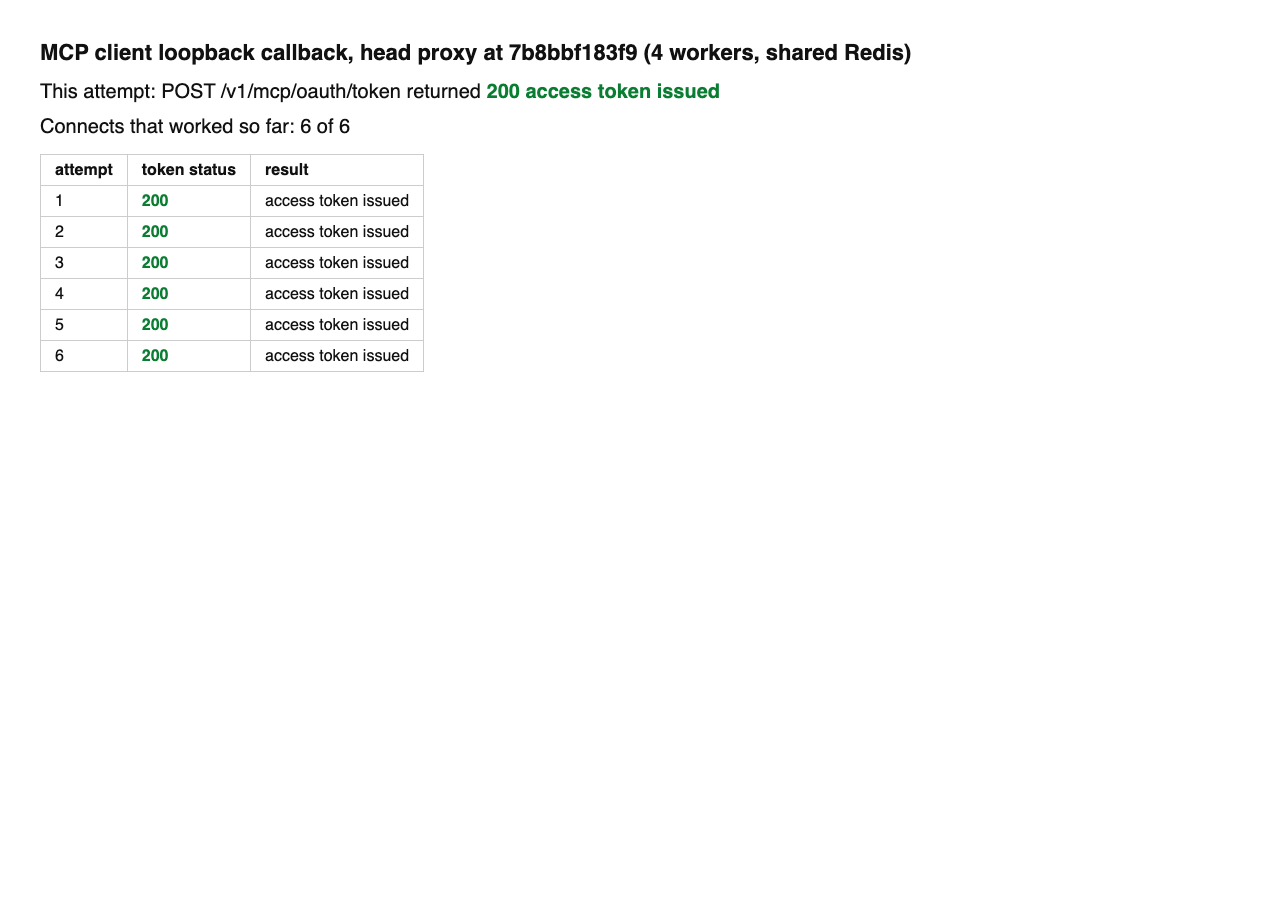 MCP client loopback callback, head proxy at 7b8bbf183f9 (4 workers, shared Redis)
This attempt: POST /v1/mcp/oauth/token returned 200 access token issued
Connects that worked so far: 6 of 6
attempt token status result
1 200 access token issued
2 200 access token issued
3 200 access token issued
4 200 access token issued
5 200 access token issued
6 200 access token issued